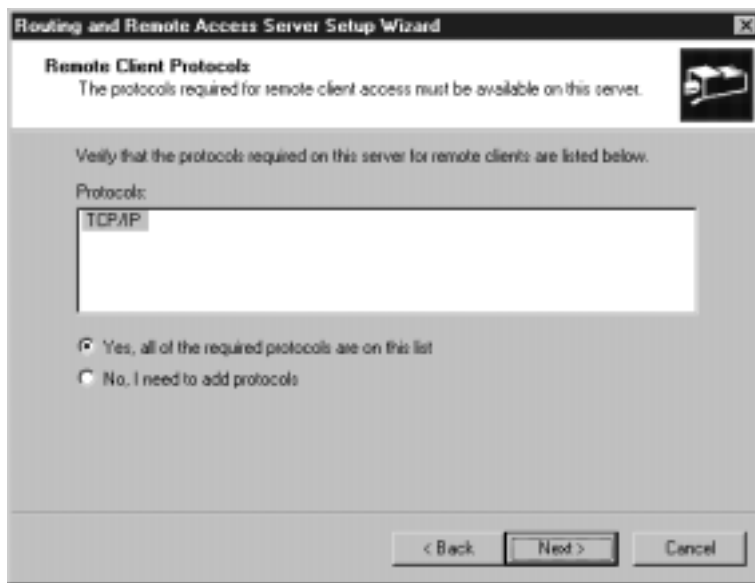 Routing and Remote Access Server Setup Wizard
Remote Client Protocols
The protocols required for remote client access must be available on this server.
Verify that the protocols required on this server for remote clients are listed below.
Protocols:
TCP/IP
Yes, all of the required protocols are on this list
No, I need to add protocols
< Back
Next >
Cancel